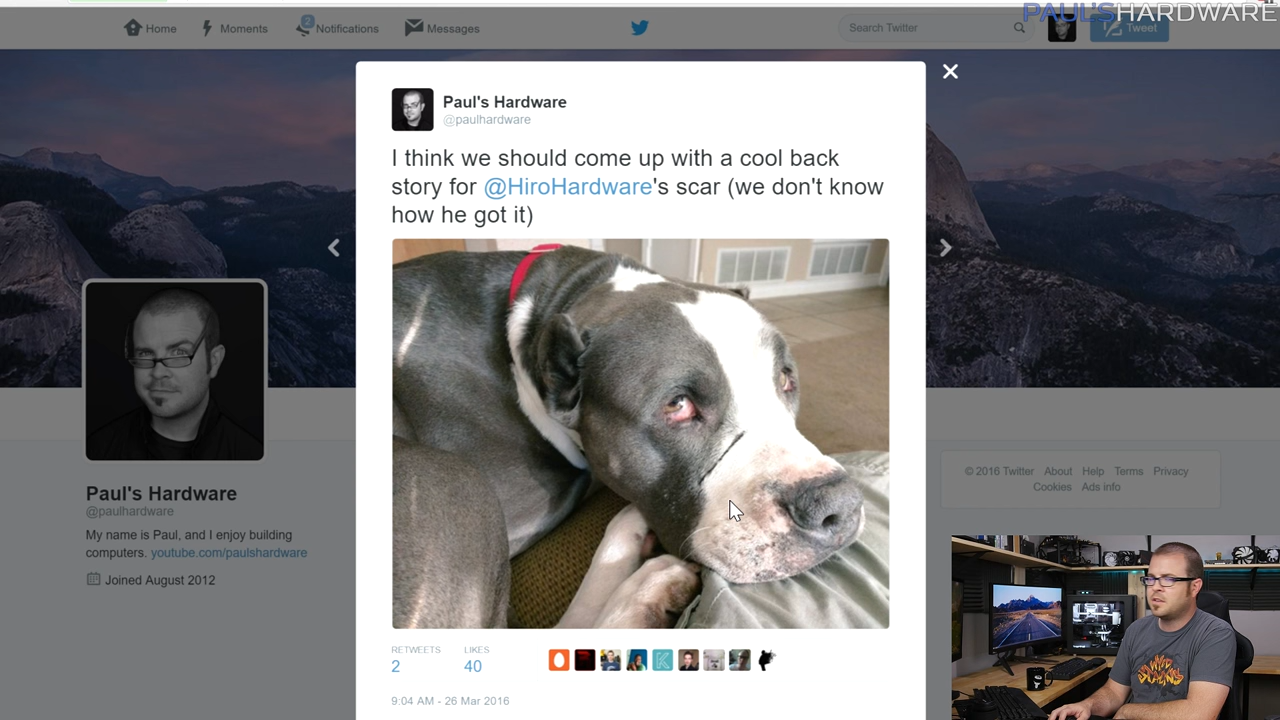 PAUL'SHARDWARE
Home
Moments
2
Notifications
Messages
Search Twitter
Tweet
Paul's Hardware
@paulhardware
I think we should come up with a cool back
story for @HiroHardware's scar (we don't know
how he got it)
Paul's Hardware
@paulhardware
My name is Paul, and I enjoy building
computers. youtube.com/paulshardware
Joined August 2012
© 2016 Twitter About Help Terms Privacy
Cookies Ads info
RETWEETS
2
LIKES
40
K
9:04 AM - 26 Mar 2016